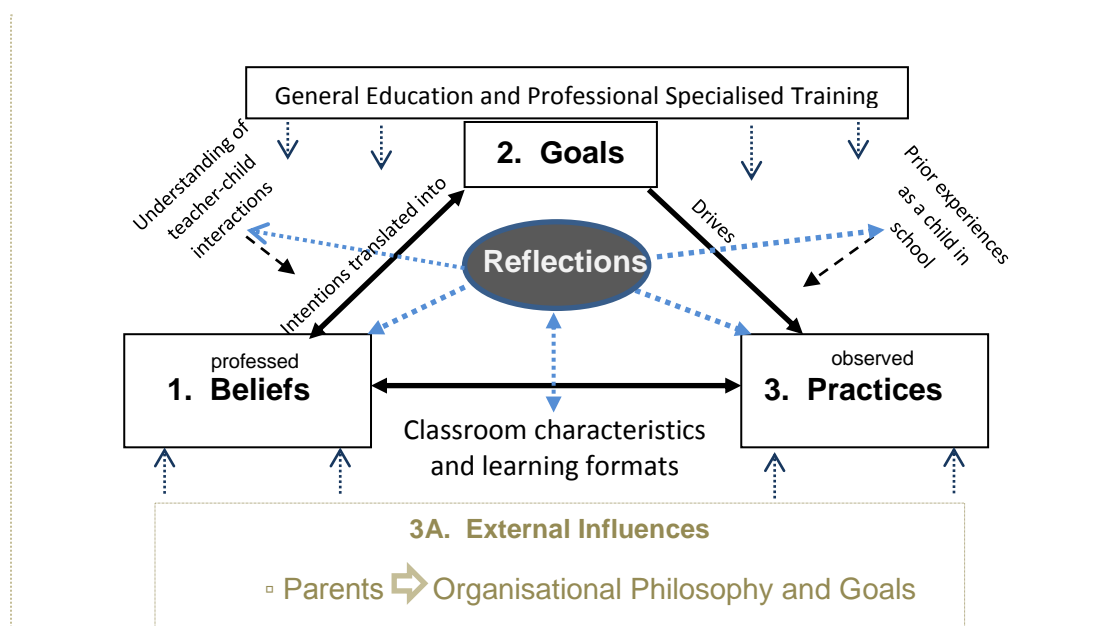 General Education and Professional Specialised Training
2. Goals
Understanding of
teacher-child
interactions
Intentions translated into
Drives
Prior experiences
as a child in
school
Reflections
professed
1. Beliefs
observed
3. Practices
Classroom characteristics
and learning formats
3A. External Influences
▫ Parents ⇨ Organisational Philosophy and Goals